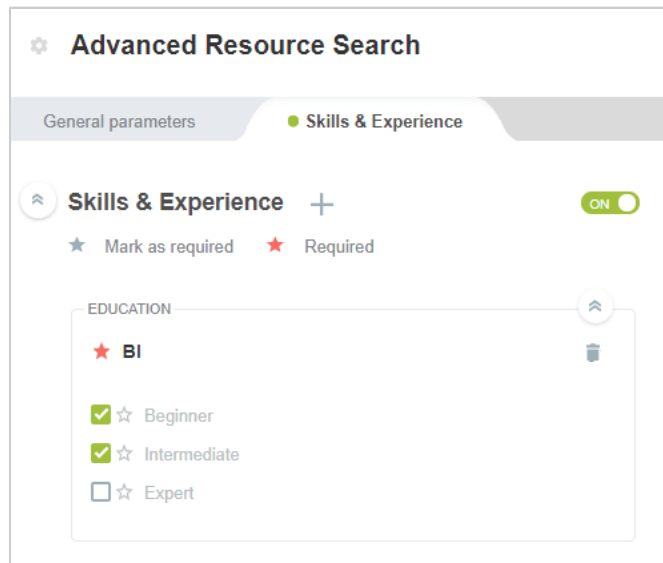 Advanced Resource Search
General parameters
Skills & Experience
Skills & Experience
ON
Mark as required
Required
EDUCATION
BI
Beginner
Intermediate
Expert